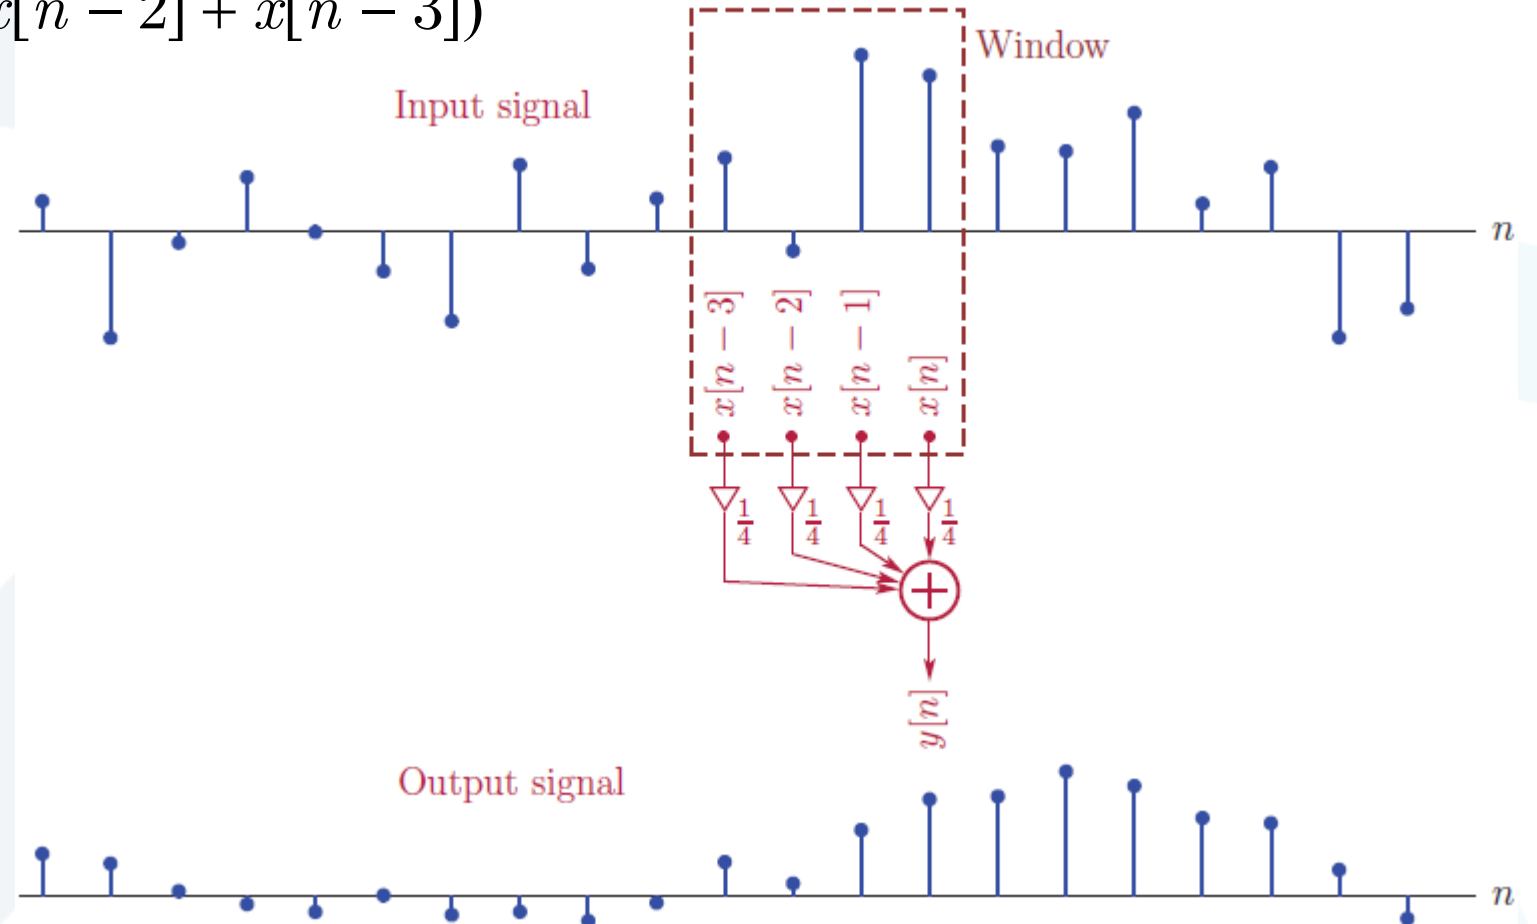 x[n − 2] + x[n − 3])
Window
Input signal
n
x[n − 3]
x[n − 2]
x[n − 1]
x[n]
1/4
1/4
1/4
1/4
+
y[n]
Output signal
n